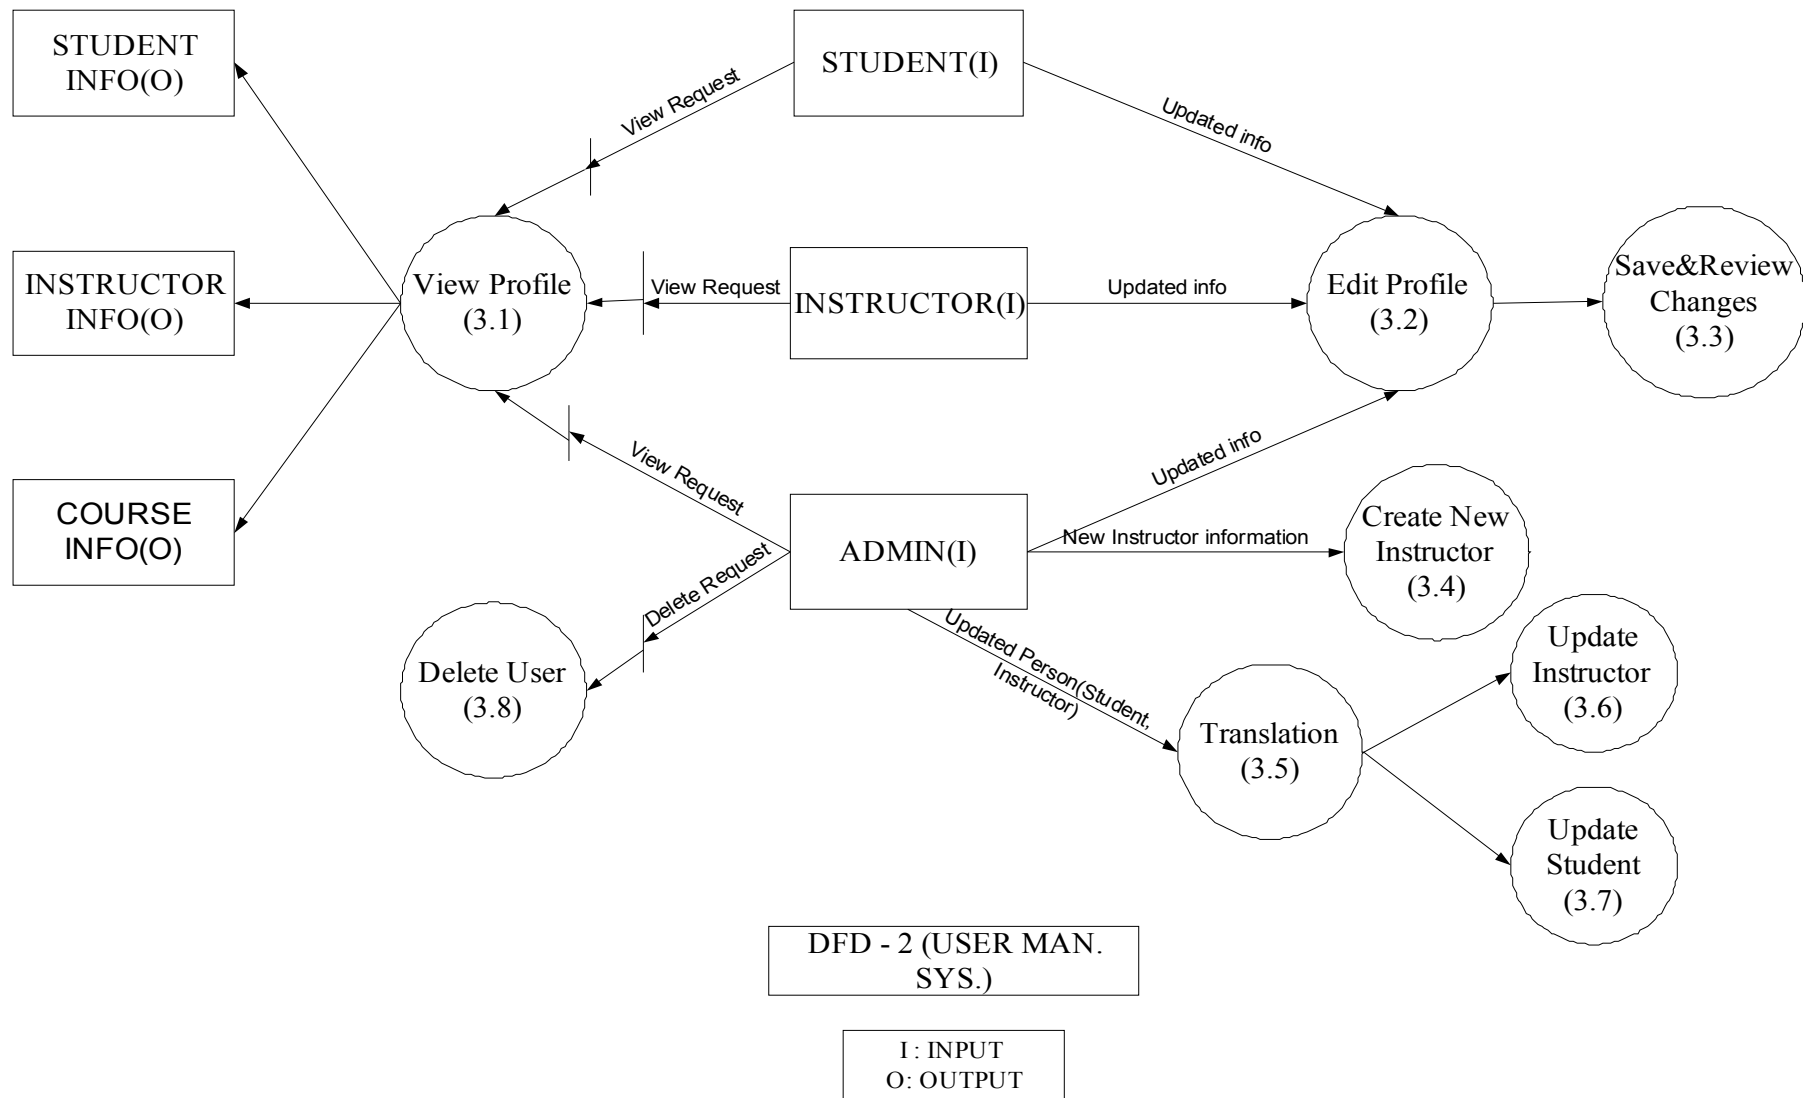 STUDENT
INFO(O)
STUDENT(I)
View Request
Updated info
INSTRUCTOR
INFO(O)
View Profile
(3.1)
View Request
INSTRUCTOR(I)
Updated info
Edit Profile
(3.2)
Save&Review
Changes
(3.3)
View Request
Updated info
COURSE
INFO(O)
ADMIN(I)
New Instructor information
Create New
Instructor
(3.4)
Delete Request
Delete User
(3.8)
Updated Person(Student,
Instructor)
Translation
(3.5)
Update
Instructor
(3.6)
Update
Student
(3.7)
DFD - 2 (USER MAN.
SYS.)
I : INPUT
O: OUTPUT